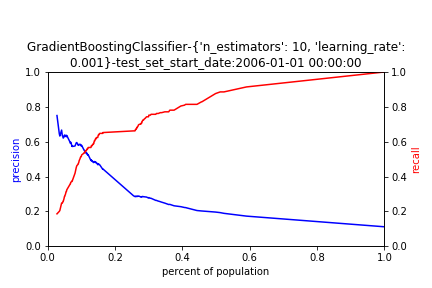 GradientBoostingClassifier-{'n_estimators': 10, 'learning_rate':
0.001}-test_set_start_date:2006-01-01 00:00:00
1.0
0.8
0.6
0.4
0.2
0.0
precision
1.0
0.8
0.6
0.4
0.2
0.0
recall
0.0 0.2 0.4 0.6 0.8 1.0
percent of population